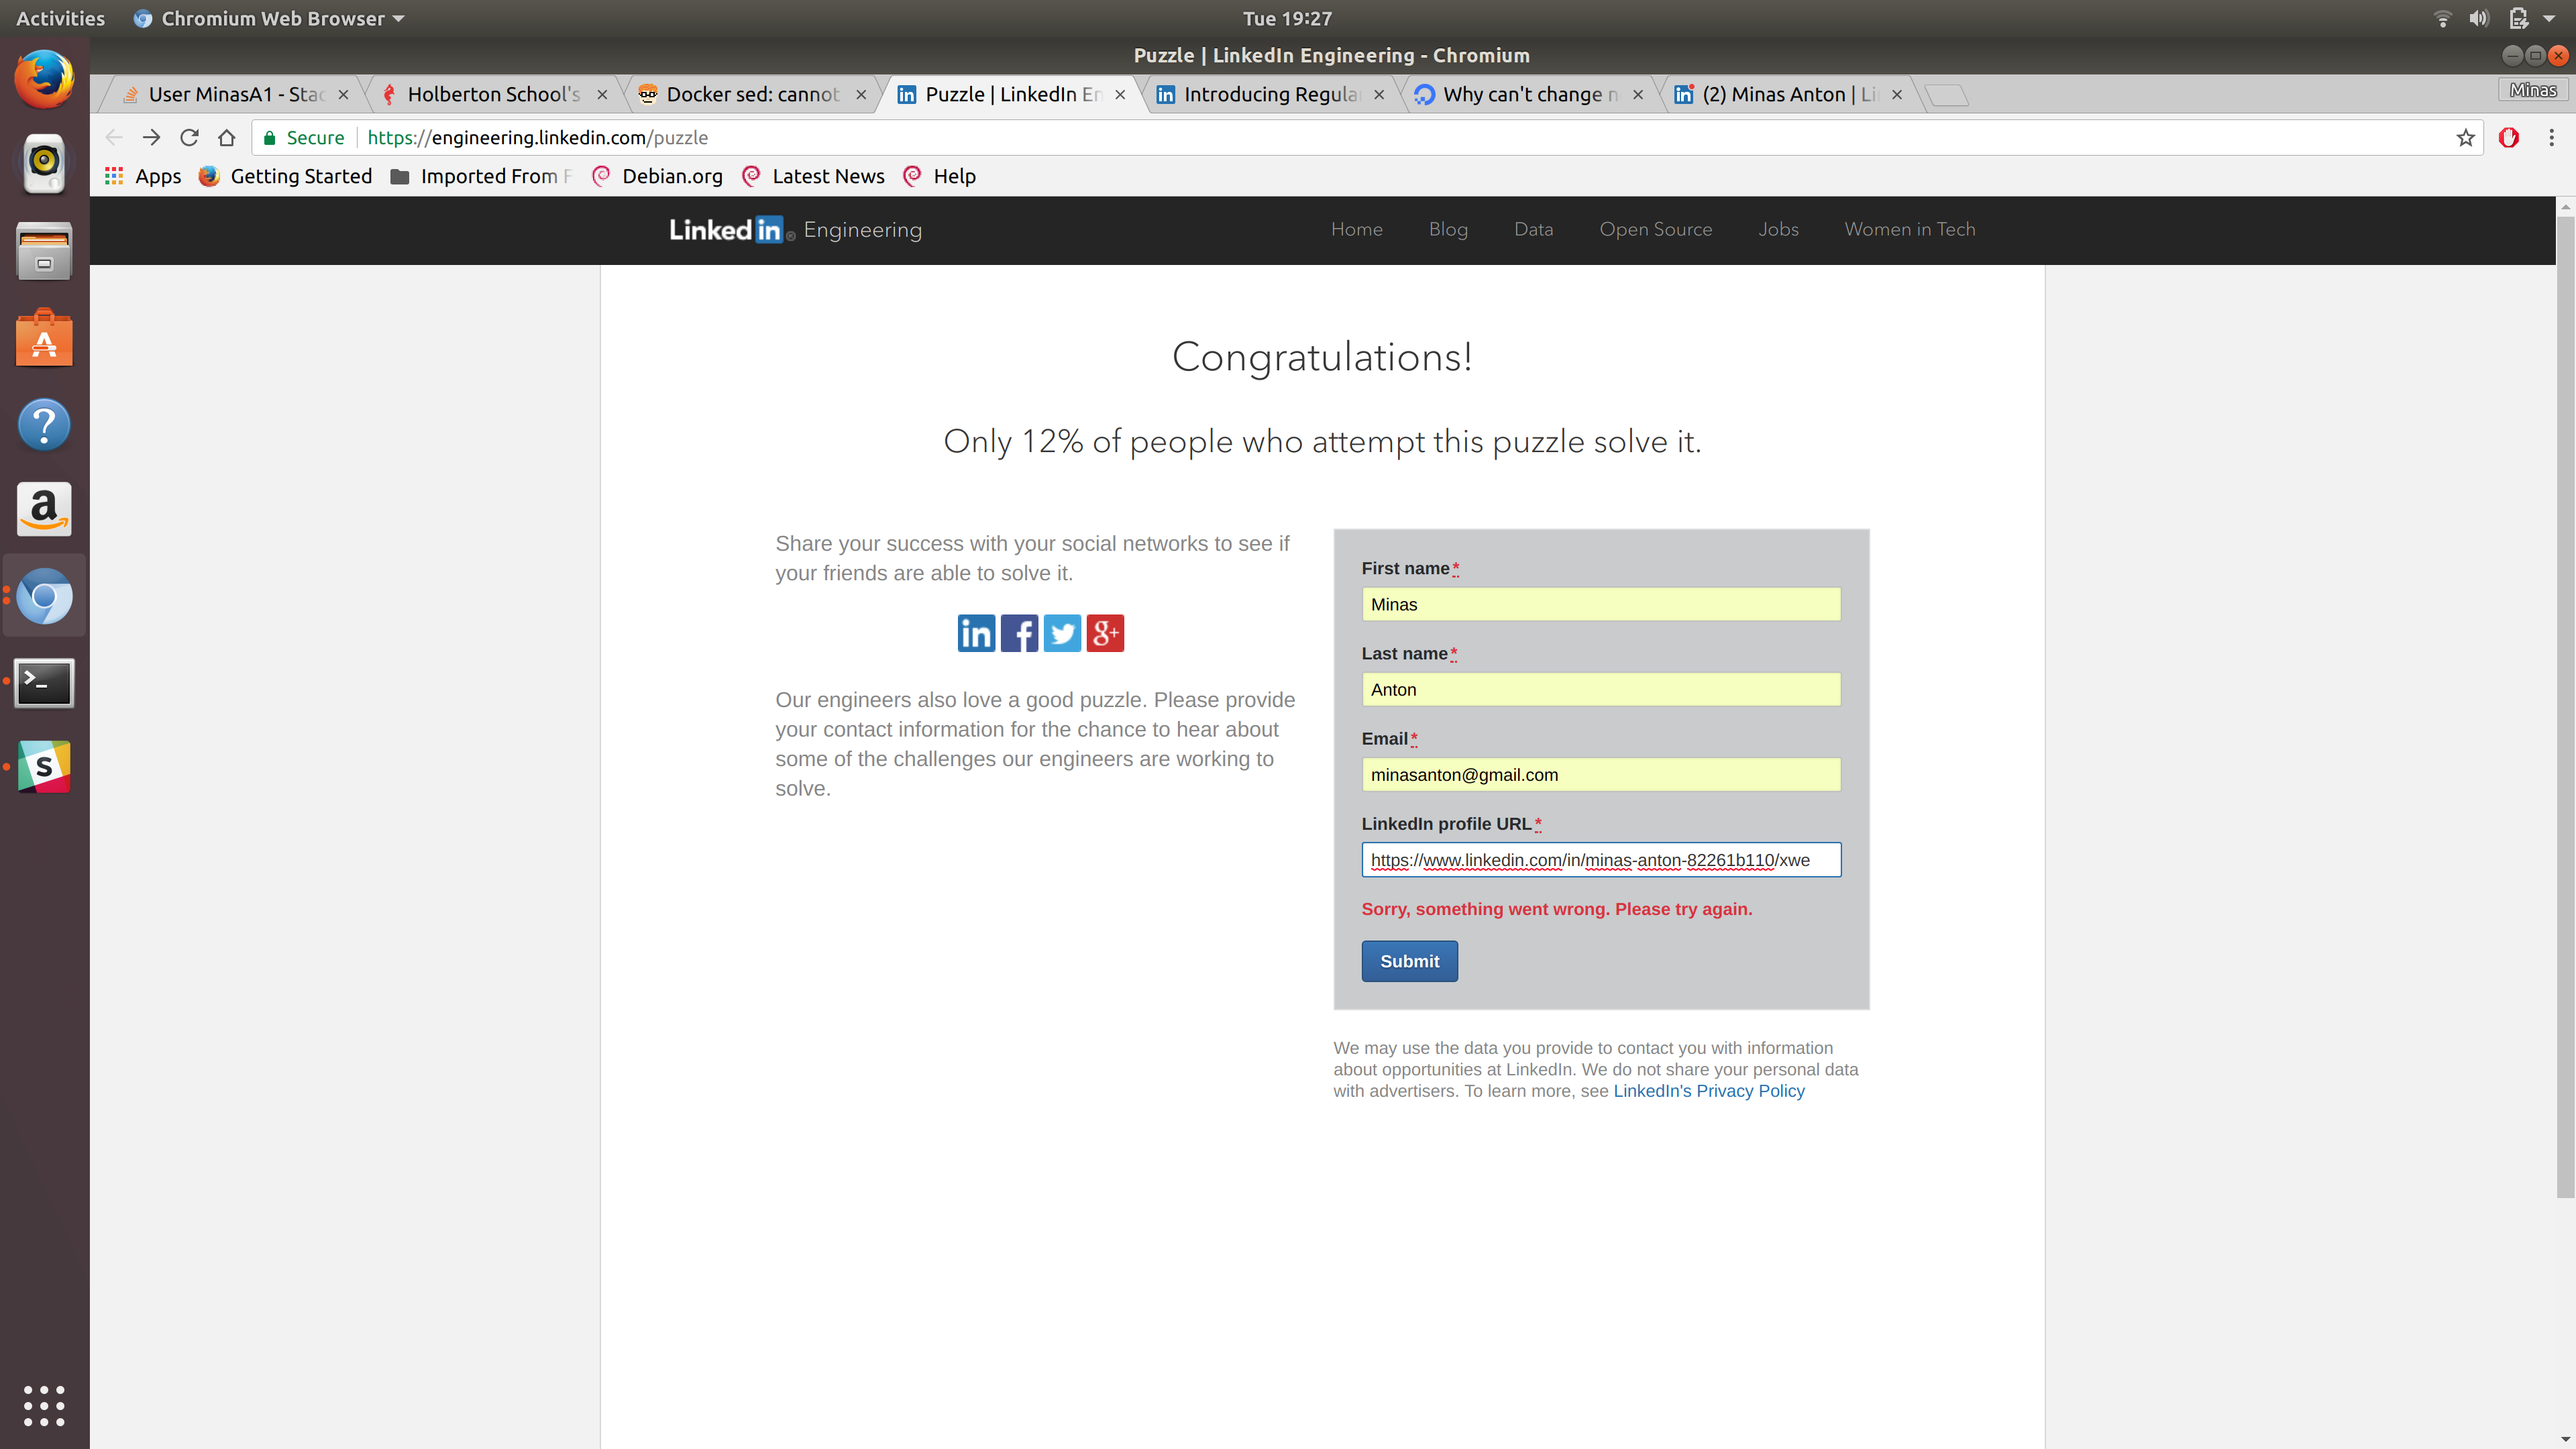 Activities Chromium Web Browser Tue 19:27
Puzzle | LinkedIn Engineering - Chromium
User MinasA1 - Stac Holberton School's Docker sed: cannot Puzzle | LinkedIn En Introducing Regula Why can't change n (2) Minas Anton | Li Minas
Secure https://engineering.linkedin.com/puzzle
Apps Getting Started Imported From F Debian.org Latest News Help
Linked in Engineering Home Blog Data Open Source Jobs Women in Tech
Congratulations!
Only 12% of people who attempt this puzzle solve it.
Share your success with your social networks to see if
your friends are able to solve it.
in f g+
Our engineers also love a good puzzle. Please provide
your contact information for the chance to hear about
some of the challenges our engineers are working to
solve.
First name*
Minas
Last name*
Anton
Email*
minasanton@gmail.com
LinkedIn profile URL*
https://www.linkedin.com/in/minas-anton-82261b110/xwe
Sorry, something went wrong. Please try again.
Submit
We may use the data you provide to contact you with information
about opportunities at LinkedIn. We do not share your personal data
with advertisers. To learn more, see LinkedIn's Privacy Policy